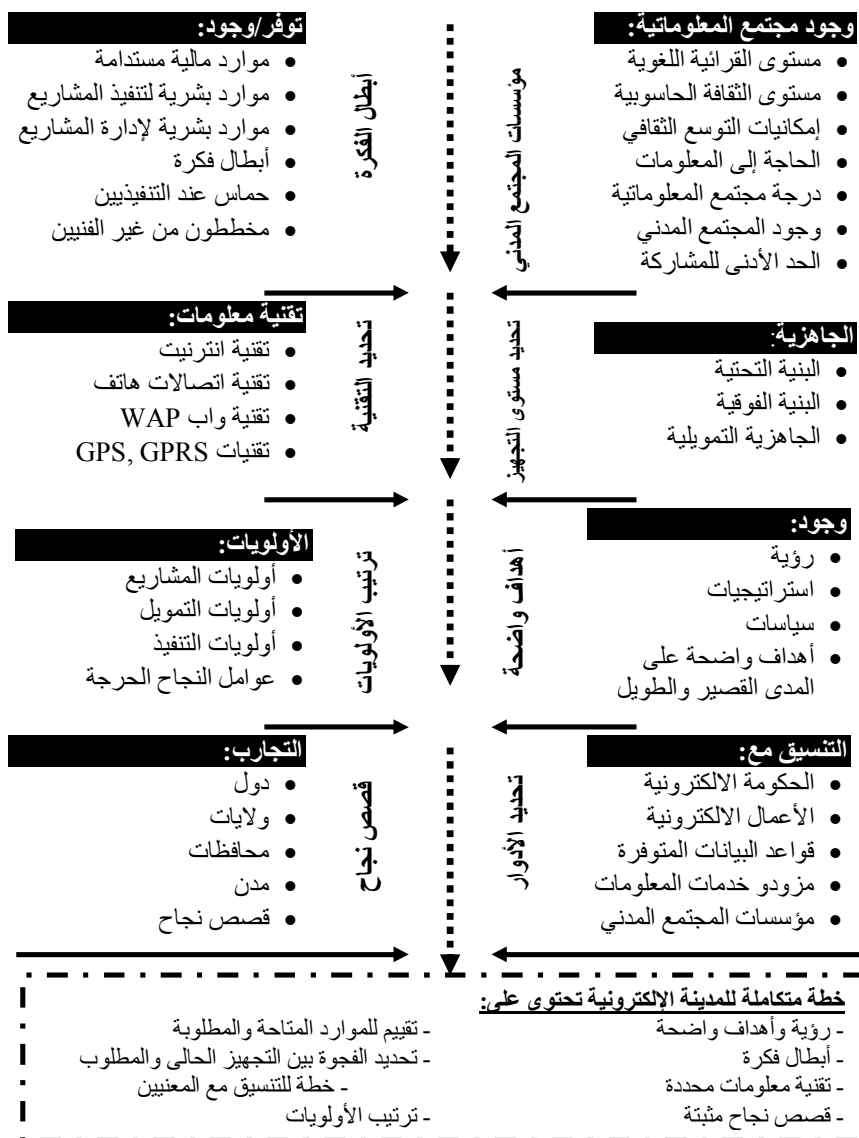 وجود مجتمع المعلوماتية:
• مستوى القرائية اللغوية
• مستوى الثقافة الحاسوبية
• إمكانيات التوسع الثقافي
• الحاجة إلى المعلومات
• درجة مجتمع المعلوماتية
• وجود المجتمع المدني
• الحد الأدنى للمشاركة
مؤسسات المجتمع المدني
أبطال الفكرة
توفر/وجود:
• موارد مالية مستدامة
• موارد بشرية لتنفيذ المشاريع
• موارد بشرية لإدارة المشاريع
• أبطال فكرة
• حماس عند التنفيذيين
• مخططون من غير الفنيين
الجاهزية:
• البنية التحتية
• البنية الفوقية
• الجاهزية التمويلية
تحديد مستوى التجهيز
تحديد التقنية
تقنية معلومات:
• تقنية انترنيت
• تقنية اتصالات هاتف
• تقنية واب WAP
• تقنيات GPS, GPRS
وجود:
• رؤية
• استراتيجيات
• سياسات
• أهداف واضحة على
المدى القصير والطويل
أهداف واضحة
ترتيب الأولويات
الأولويات:
• أولويات المشاريع
• أولويات التمويل
• أولويات التنفيذ
• عوامل النجاح الحرجة
التنسيق مع:
• الحكومة الالكترونية
• الأعمال الالكترونية
• قواعد البيانات المتوفرة
• مزودو خدمات المعلومات
• مؤسسات المجتمع المدني
تحديد الأدوار
قصص نجاح
التجارب:
• دول
• ولايات
• محافظات
• مدن
• قصص نجاح
خطة متكاملة للمدينة الإلكترونية تحتوي على:
- رؤية وأهداف واضحة
- أبطال فكرة
- تقنية معلومات محددة
- قصص نجاح مثبتة
- تقييم للموارد المتاحة والمطلوبة
- تحديد الفجوة بين التجهيز الحالي والمطلوب
- خطة للتنسيق مع المعنيين
- ترتيب الأولويات